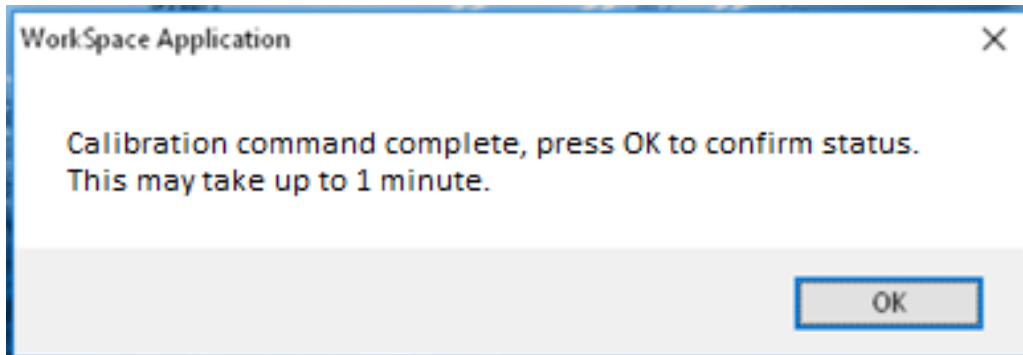 WorkSpace Application
Calibration command complete, press OK to confirm status.
This may take up to 1 minute.
OK